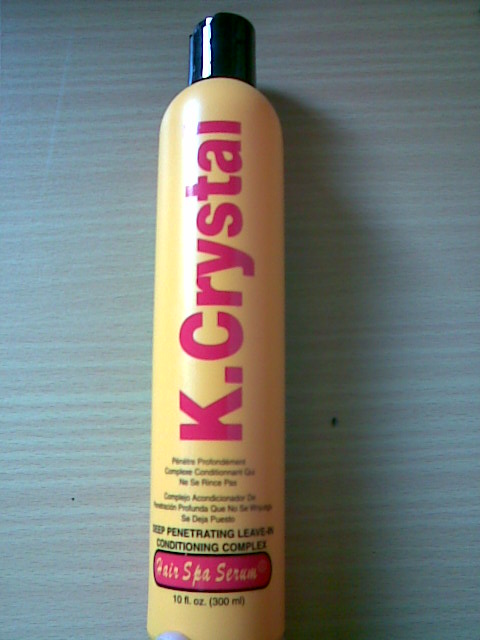 K.Crystal
Pénètre Profondément
Complexe Conditionnant Qui
Ne Se Rince Pas
Complejo Acondicionador De
Penetración Profunda Que No Se Enjuaga
Se Deja Puesto
DEEP PENETRATING LEAVE-IN
CONDITIONING COMPLEX
Hair Spa Serum®
10 fl. oz. (300 ml)